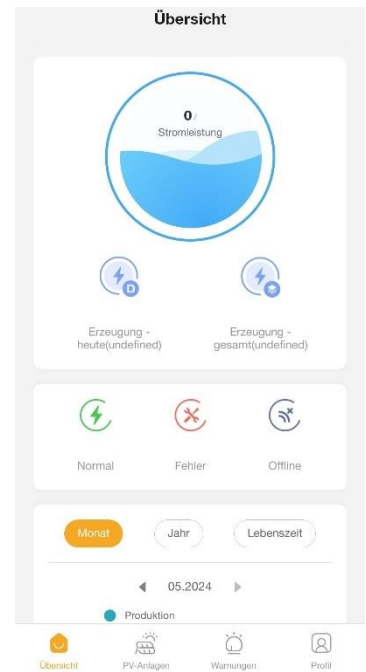 Übersicht
0/
Stromleistung
D
Erzeugung -
heute(undefined)
Erzeugung -
gesamt(undefined)
Normal
Fehler
Offline
Monat
Jahr
Lebenszeit
05.2024
Produktion
Übersicht
PV-Anlagen
Warnungen
Profil